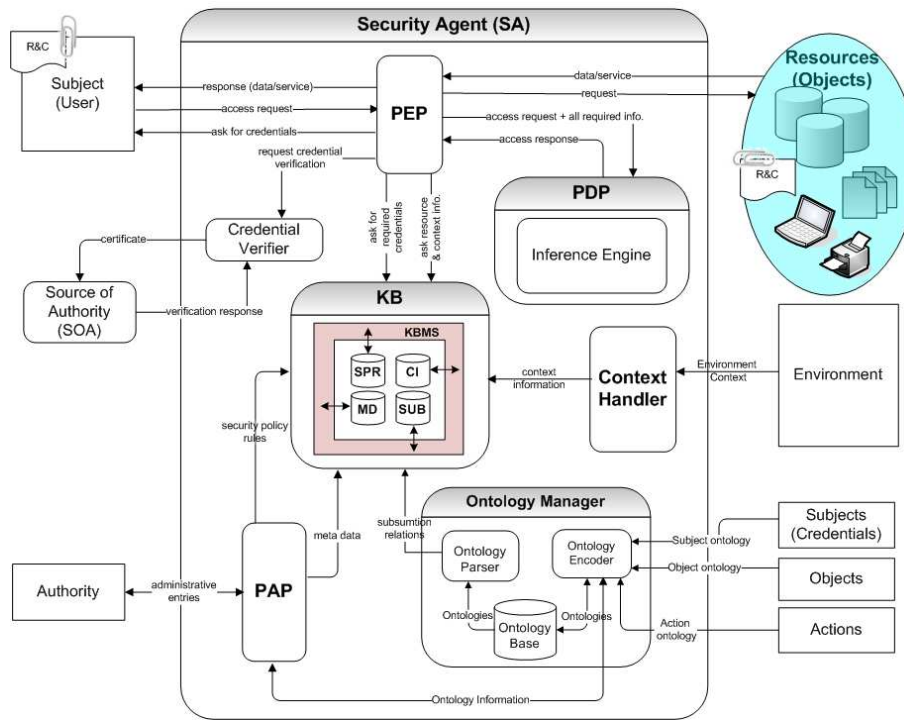 Security Agent (SA)
R&C
Subject
(User)
response (data/service)
access request
ask for credentials
PEP
data/service
request
access request + all required info.
access response
Resources
(Objects)
R&C
request credential
verification
ask for
required
credentials
ask resource
& context info.
PDP
Inference Engine
certificate
Credential
Verifier
Source of
Authority
(SOA)
verification response
KB
KBMS
SPR
CI
MD
SUB
context
information
Context
Handler
Environment
Context
Environment
security policy
rules
meta data
subsumtion
relations
Ontology Manager
Ontology
Parser
Ontology
Encoder
Ontologies
Ontologies
Ontology
Base
Subject ontology
Object ontology
Action
ontology
Subjects
(Credentials)
Objects
Actions
Authority
administrative
entries
PAP
Ontology Information